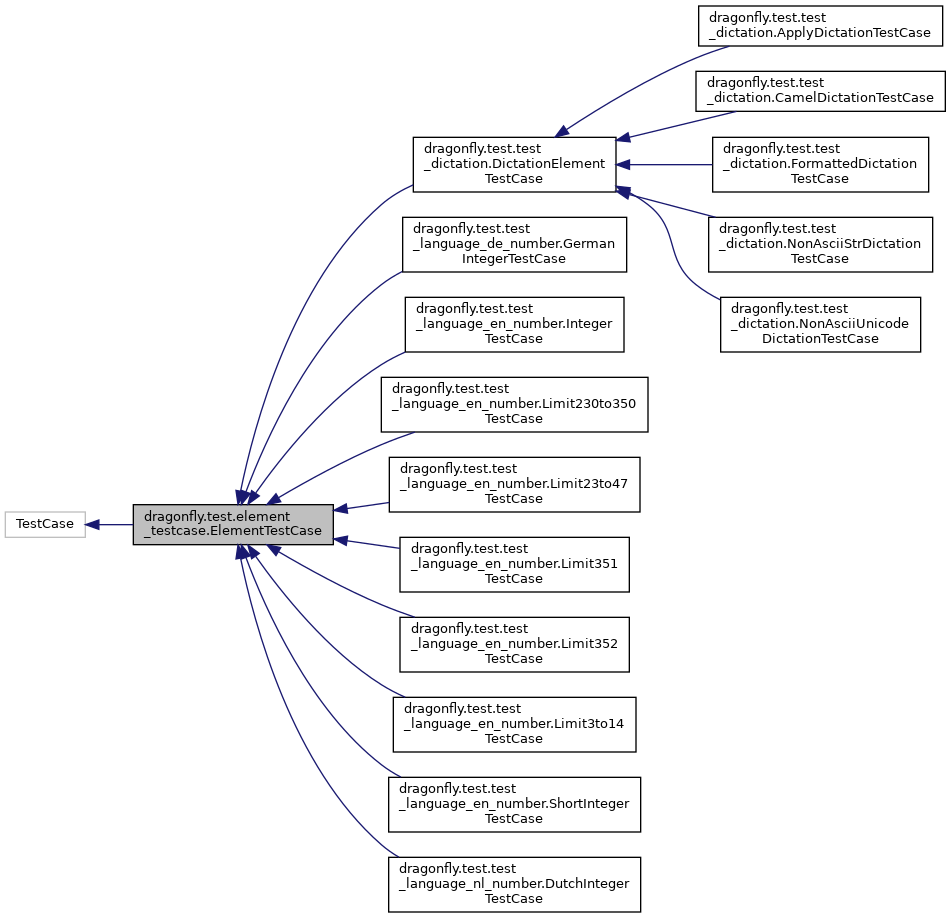 dragonfly.test.test
_dictation.ApplyDictationTestCase
dragonfly.test.test
_dictation.CamelDictationTestCase
dragonfly.test.test
_dictation.DictationElement
TestCase
dragonfly.test.test
_dictation.FormattedDictation
TestCase
dragonfly.test.test
_language_de_number.German
IntegerTestCase
dragonfly.test.test
_dictation.NonAsciiStrDictation
TestCase
dragonfly.test.test
_language_en_number.Integer
TestCase
dragonfly.test.test
_dictation.NonAsciiUnicode
DictationTestCase
dragonfly.test.test
_language_en_number.Limit230to350
TestCase
dragonfly.test.test
_language_en_number.Limit23to47
TestCase
TestCase
dragonfly.test.element
_testcase.ElementTestCase
dragonfly.test.test
_language_en_number.Limit351
TestCase
dragonfly.test.test
_language_en_number.Limit352
TestCase
dragonfly.test.test
_language_en_number.Limit3to14
TestCase
dragonfly.test.test
_language_en_number.ShortInteger
TestCase
dragonfly.test.test
_language_nl_number.DutchInteger
TestCase